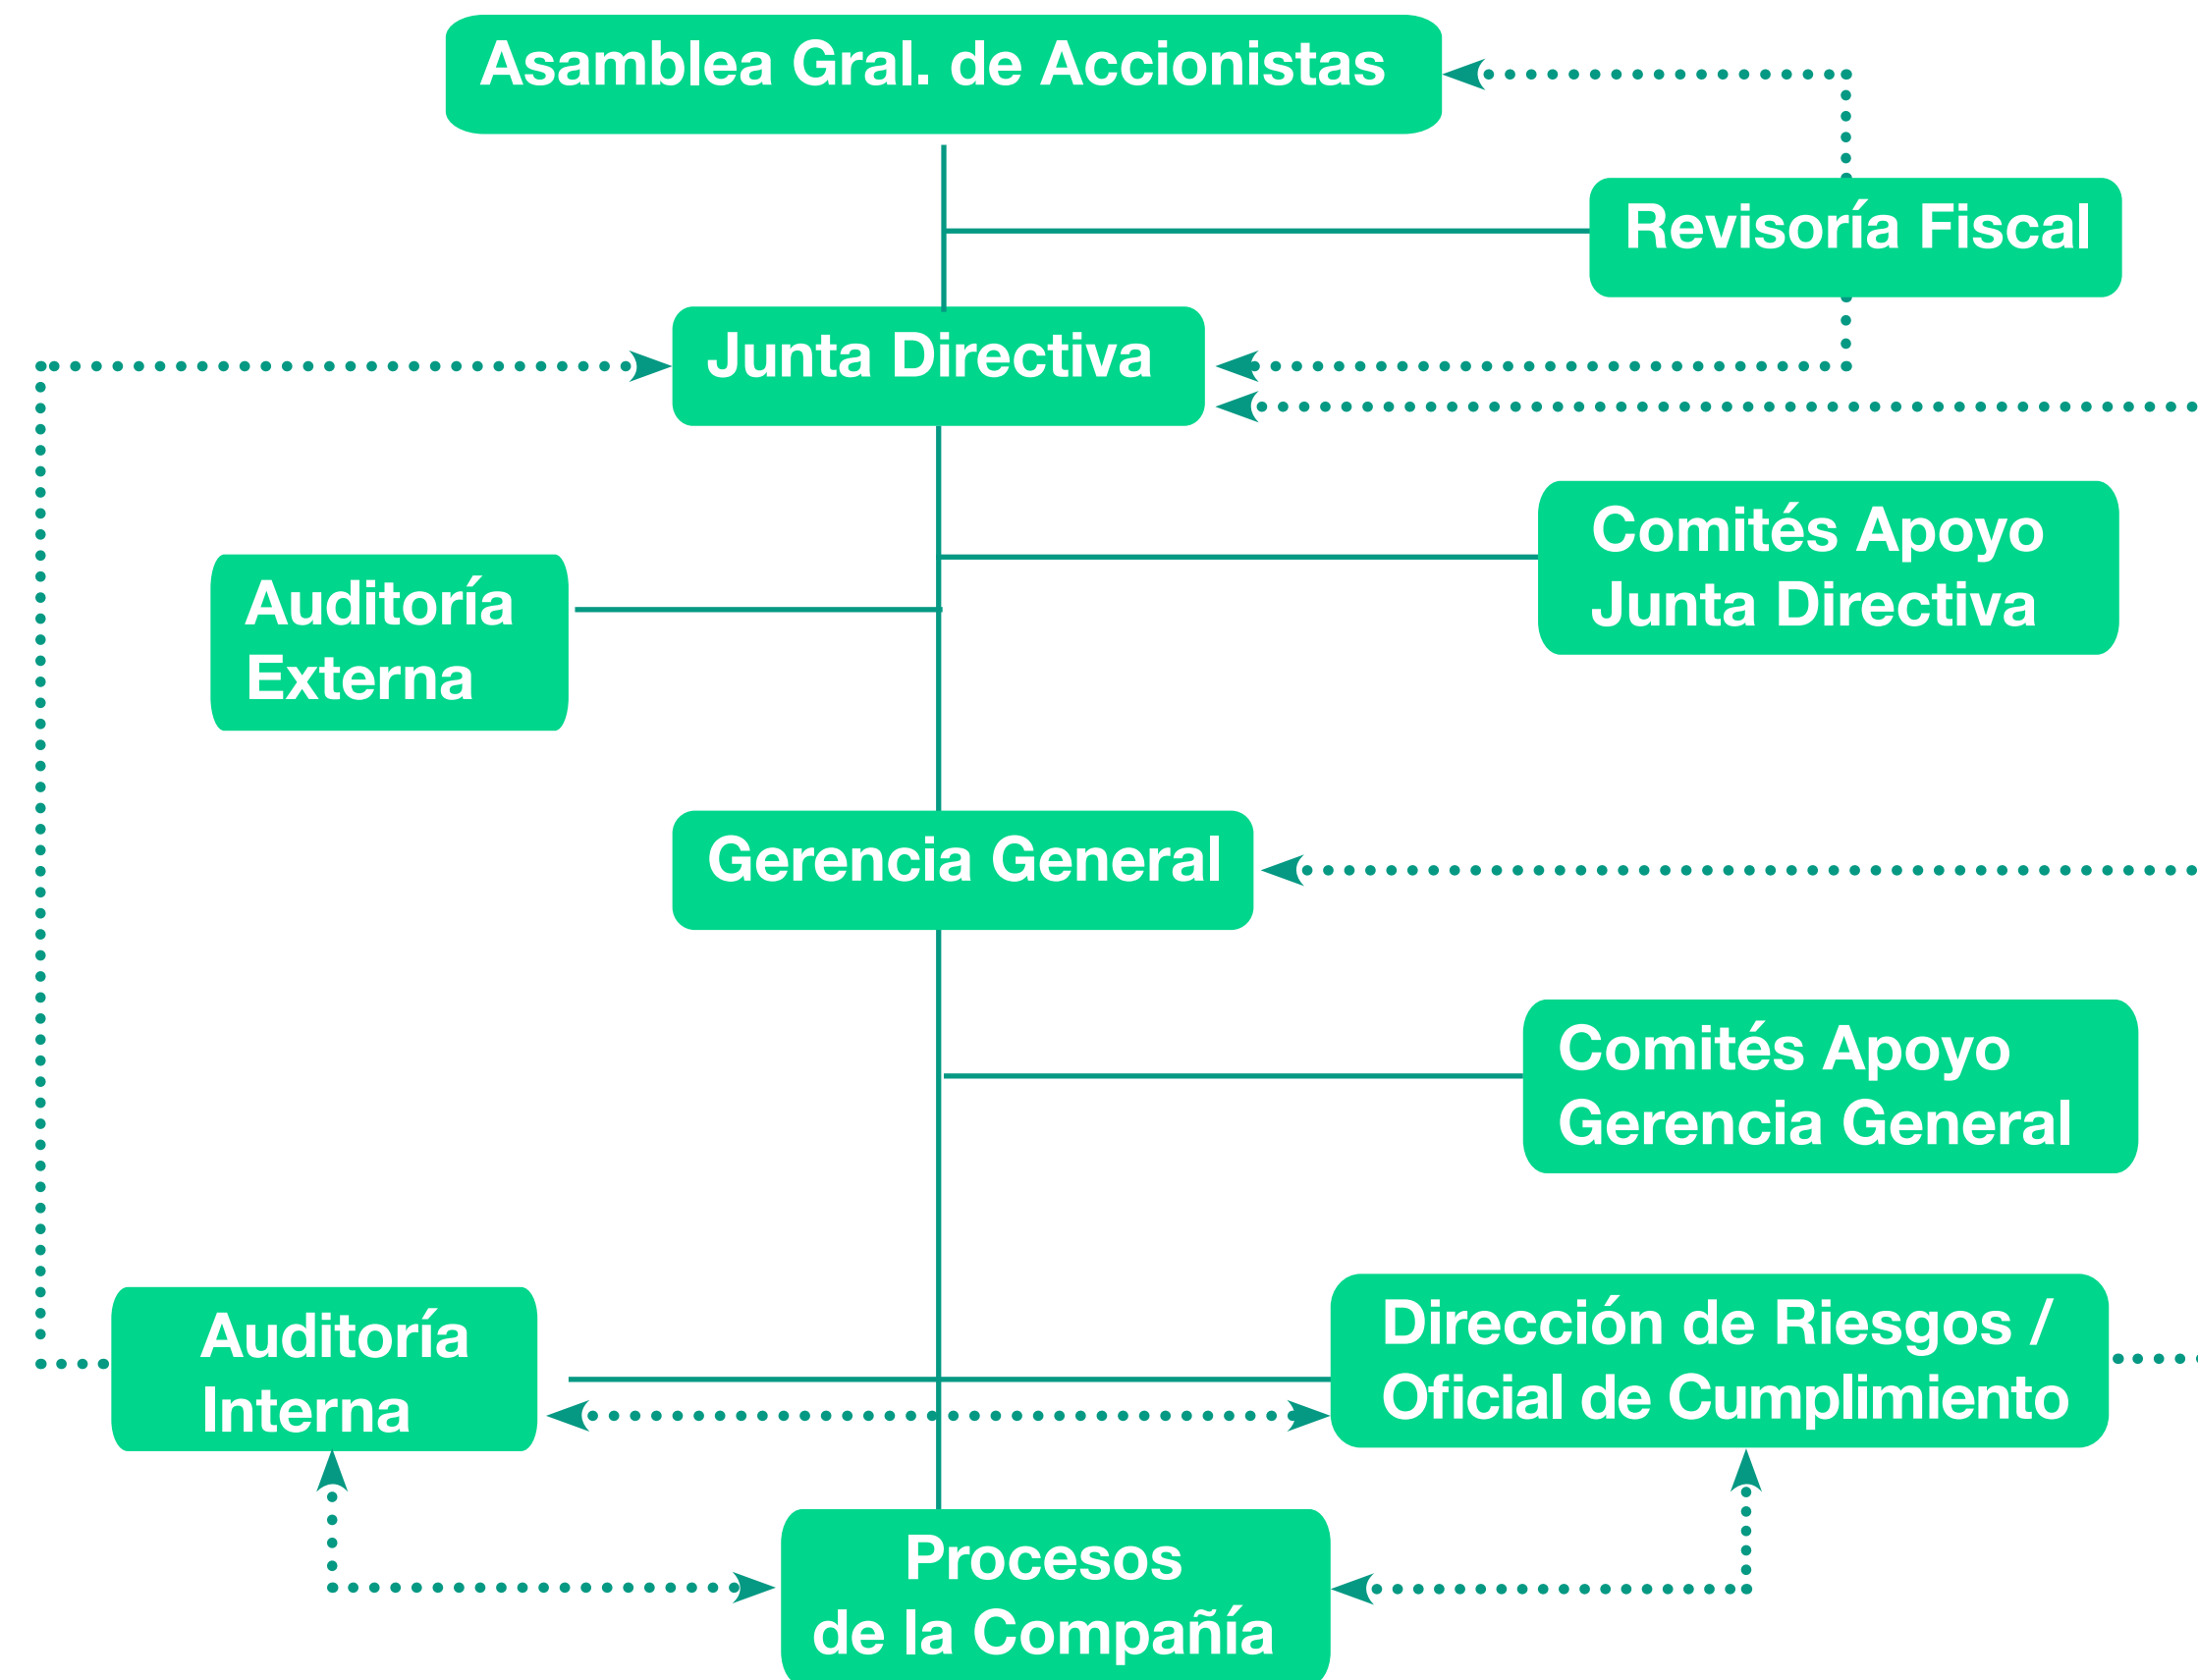 Asamblea Gral. de Accionistas
Revisoría Fiscal
Junta Directiva
Comités Apoyo
Junta Directiva
Auditoría
Externa
Gerencia General
Comités Apoyo
Gerencia General
Auditoría
Interna
Dirección de Riesgos /
Oficial de Cumplimiento
Procesos
de la Compañía